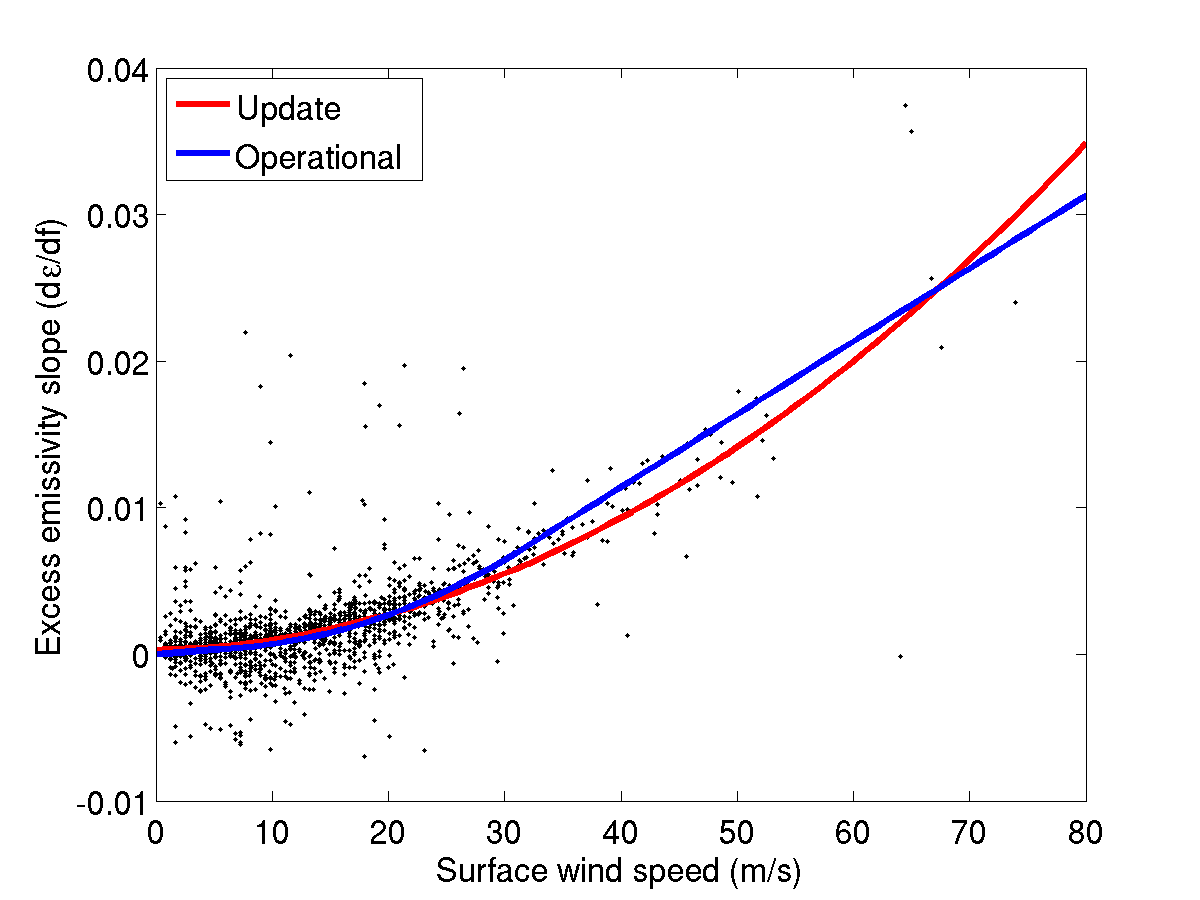 0.04
0.03
0.02
0.01
0
-0.01
Update
Operational
Excess emissivity slope (dε/df)
0 10 20 30 40 50 60 70 80
Surface wind speed (m/s)